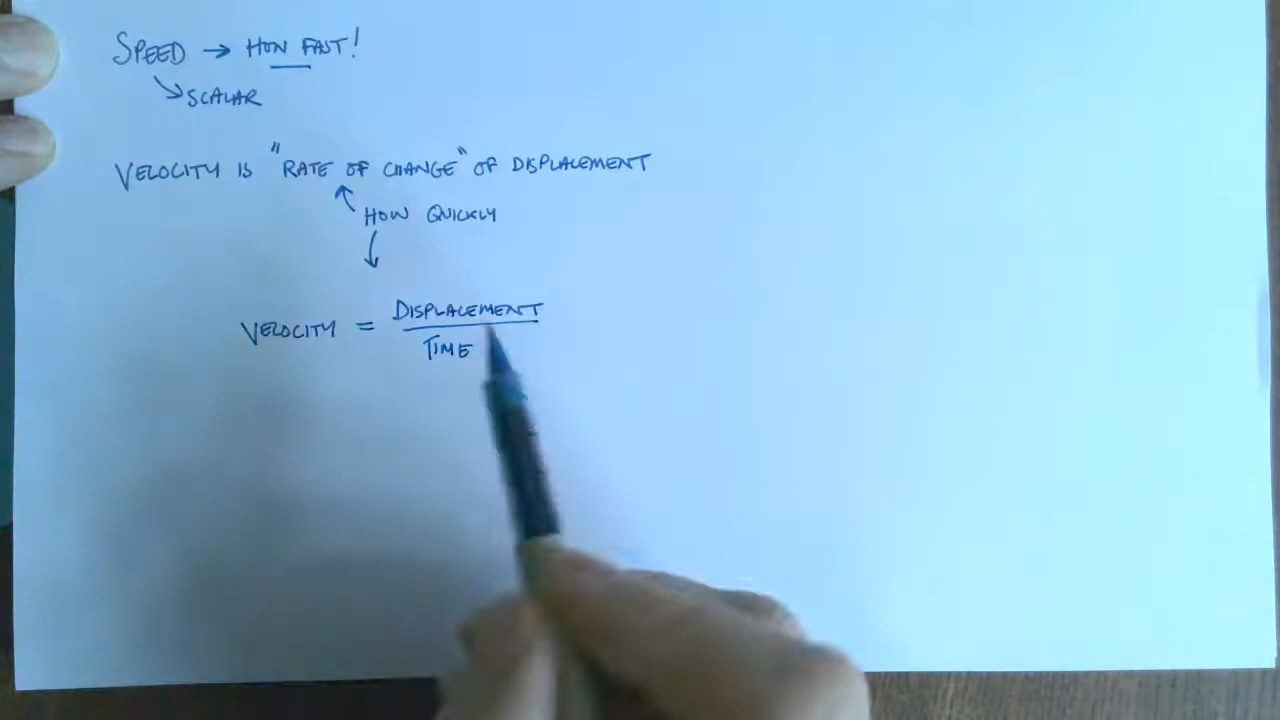 SPEED → HOW FAST!
SCALAR
VELOCITY IS "RATE OF CHANGE" OF DISPLACEMENT
HOW QUICKLY
VELOCITY = DISPLACEMENT
TIME